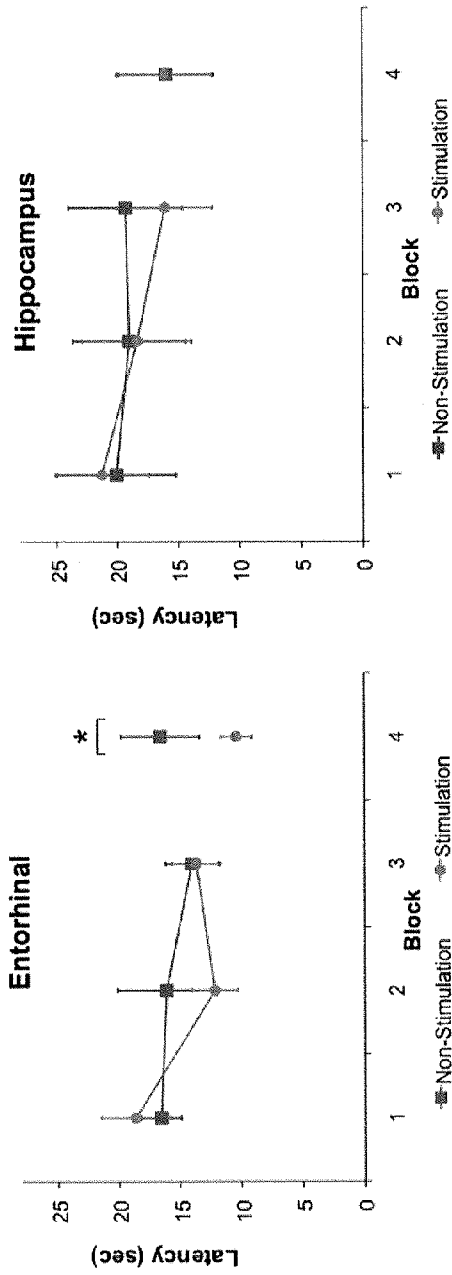 Entorhinal
Latency (sec)
25
20
15
10
5
0
*
1
2
3
4
Block
Non-Stimulation
Stimulation
Hippocampus
Latency (sec)
25
20
15
10
5
0
1
2
3
4
Block
Non-Stimulation
Stimulation